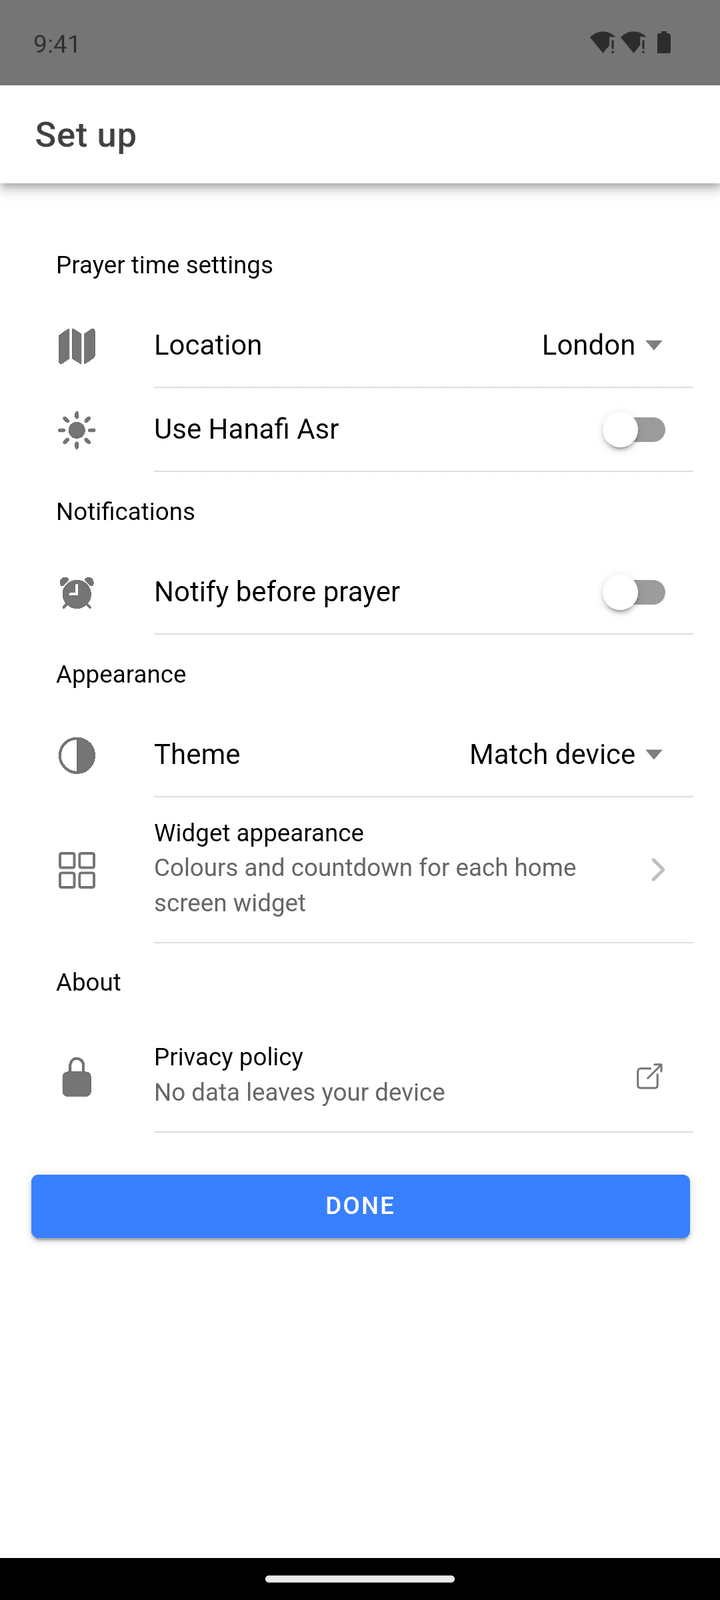 9:41
Set up
Prayer time settings
Location
London
Use Hanafi Asr
Notifications
Notify before prayer
Appearance
Theme
Match device
Widget appearance
Colours and countdown for each home
screen widget
About
Privacy policy
No data leaves your device
DONE